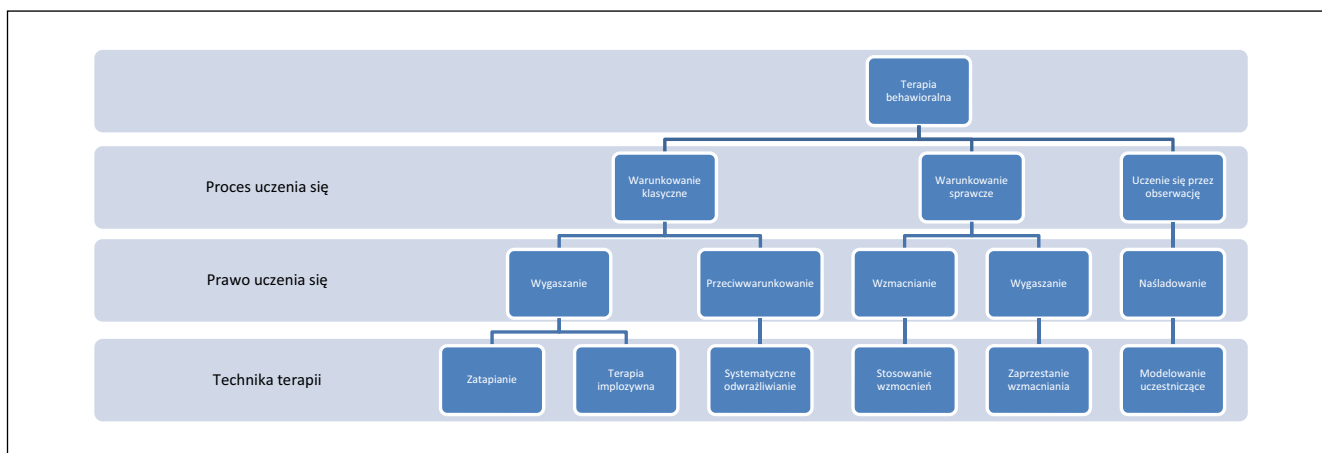 Terapia
behawioralna
Proces uczenia się
Warunkowanie
klasyczne
Warunkowanie
sprawcze
Uczenie się przez
obserwację
Prawo uczenia się
Wygaszanie
Przeciwwarunkowanie
Wzmacnianie
Wygaszanie
Naśladowanie
Technika terapii
Zatapianie
Terapia
implozywna
Systematyczne
odwrażliwianie
Stosowanie
wzmocnień
Zaprzestanie
wzmacniania
Modelowanie
uczestniczące